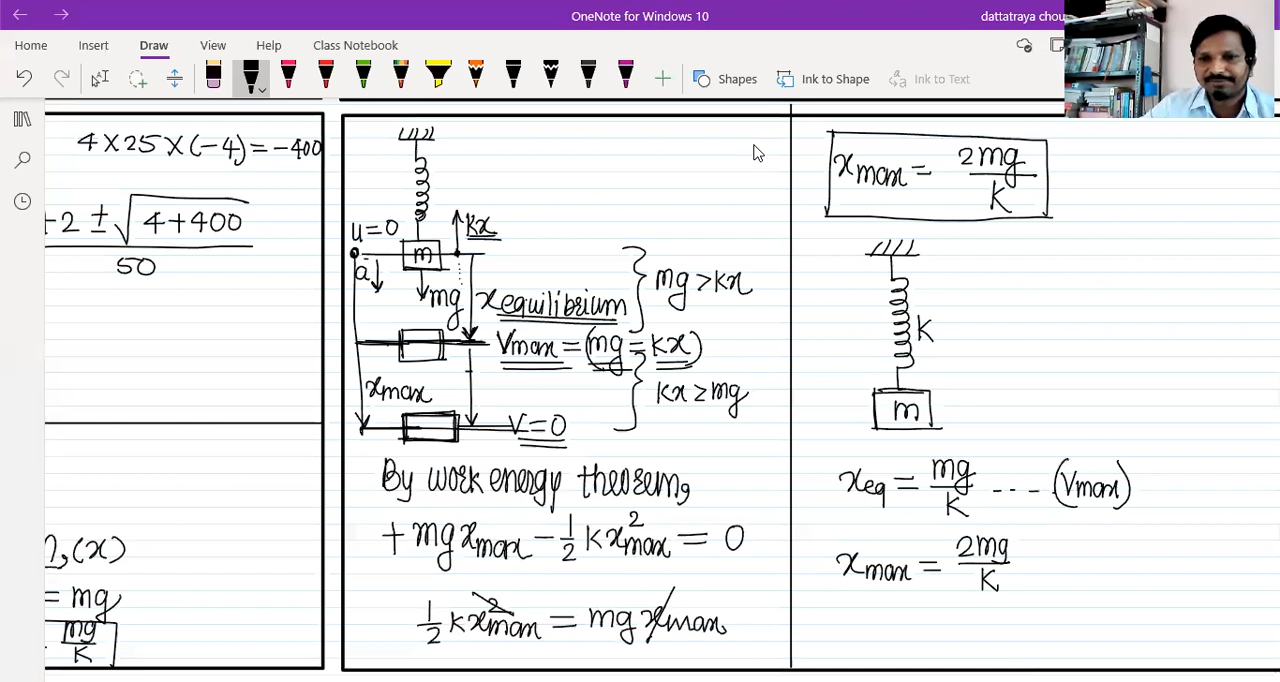 OneNote for Windows 10
dattatraya chou
Home Insert Draw View Help Class Notebook
Shapes Ink to Shape Ink to Text
4×25×(-4)=-400
+2 ± √4+400
50
(x)
= mg
mg
K
u=0
Kx
m
a
mg
x equilibrium
mg > Kx
Vmax = (mg = Kx)
xmax
Kx ≥ mg
V=0
By work energy theorem,
+ mg xmax - 1/2 K x²max = 0
1/2 K x²max = mg xmax
xmax = 2mg/K
K
m
xeq = mg/K ---- (Vmax)
xmax = 2mg/K